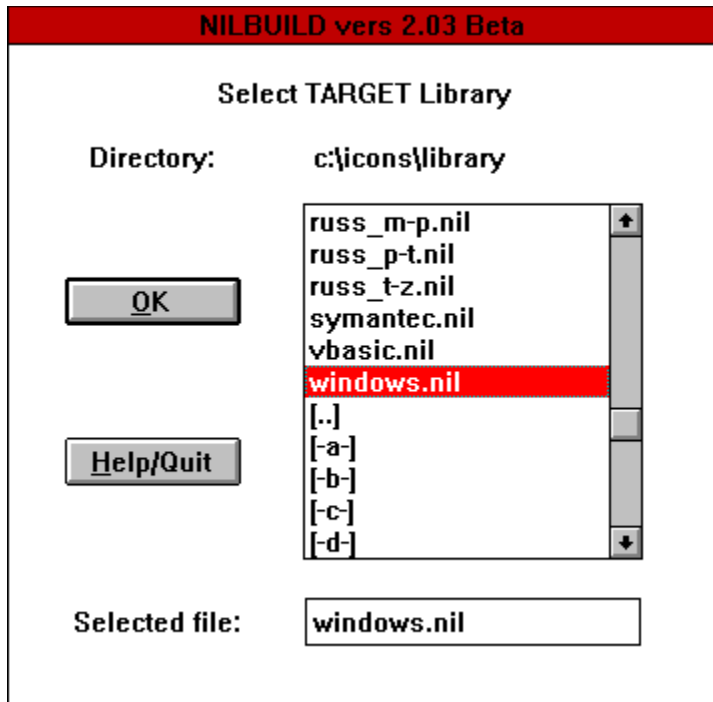 NILBUILD vers 2.03 Beta
Select TARGET Library
Directory: c:\icons\library
russ_m-p.nil
russ_p-t.nil
russ_t-z.nil
OK
symantec.nil
vbasic.nil
windows.nil
[..]
[-a-]
Help/Quit
[-b-]
[-c-]
[-d-]
Selected file: windows.nil